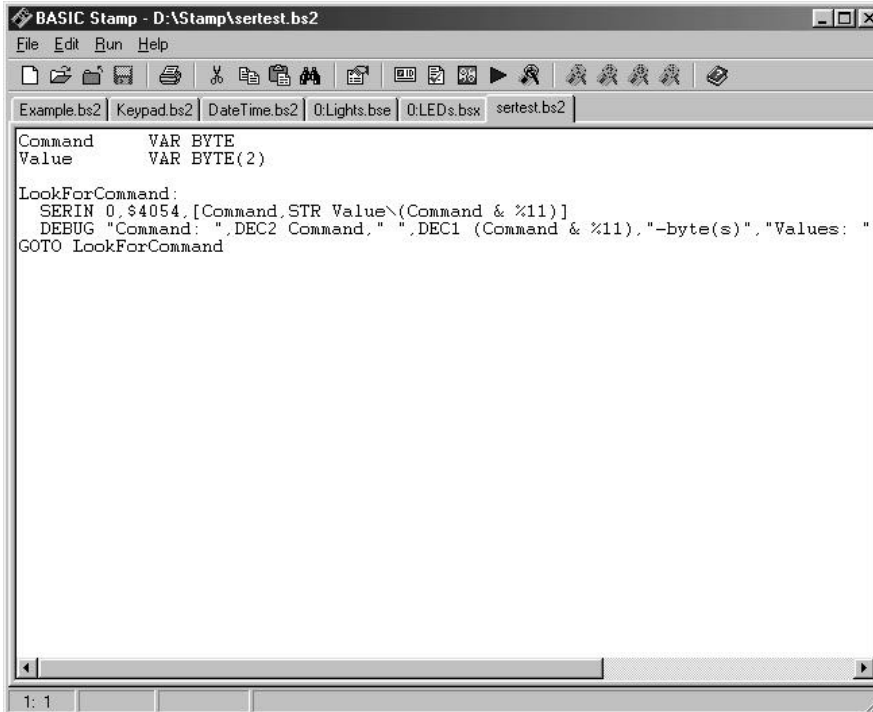 BASIC Stamp - D:\Stamp\sertest.bs2
File Edit Run Help
Example.bs2 Keypad.bs2 DateTime.bs2 0:Lights.bse 0:LEDs.bsx sertest.bs2
Command VAR BYTE
Value VAR BYTE(2)
LookForCommand:
SERIN 0,$4054,[Command,STR Value\(Command & %11)]
DEBUG "Command: ",DEC2 Command," ",DEC1 (Command & %11),"-byte(s)","Values: "
GOTO LookForCommand
1: 1